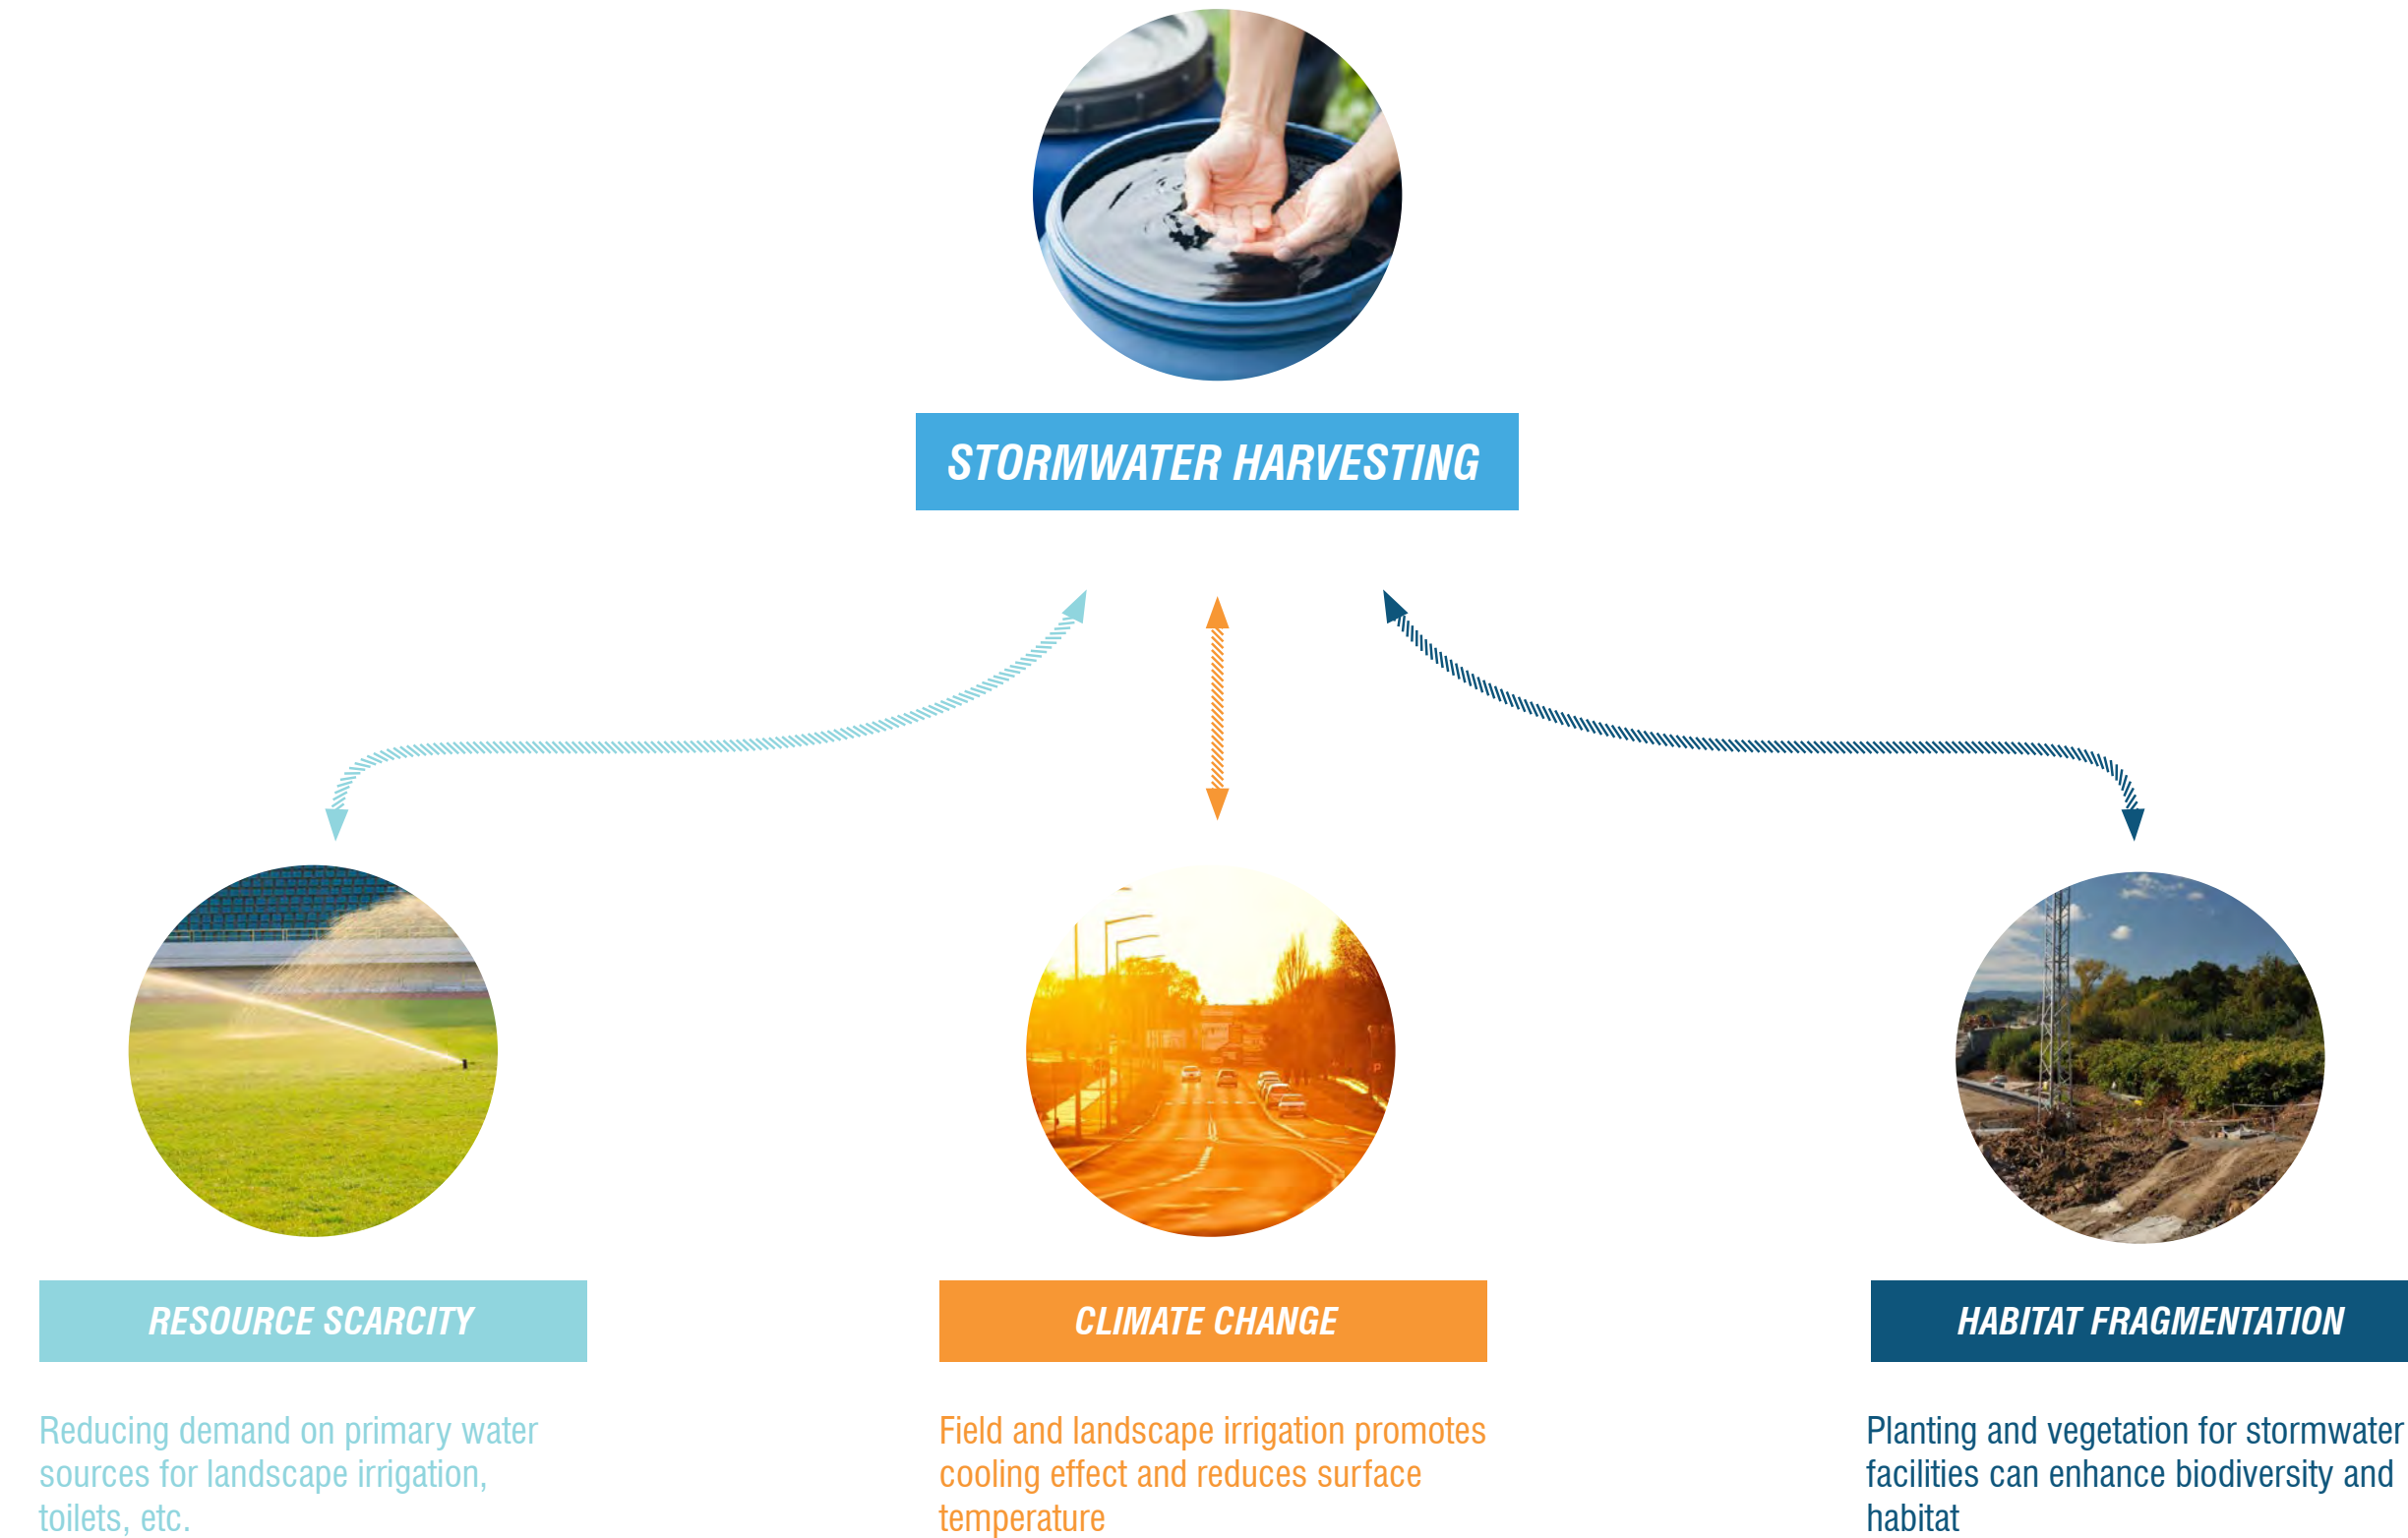 STORMWATER HARVESTING
RESOURCE SCARCITY
Reducing demand on primary water
sources for landscape irrigation,
toilets, etc.
CLIMATE CHANGE
Field and landscape irrigation promotes
cooling effect and reduces surface
temperature
HABITAT FRAGMENTATION
Planting and vegetation for stormwater
facilities can enhance biodiversity and
habitat